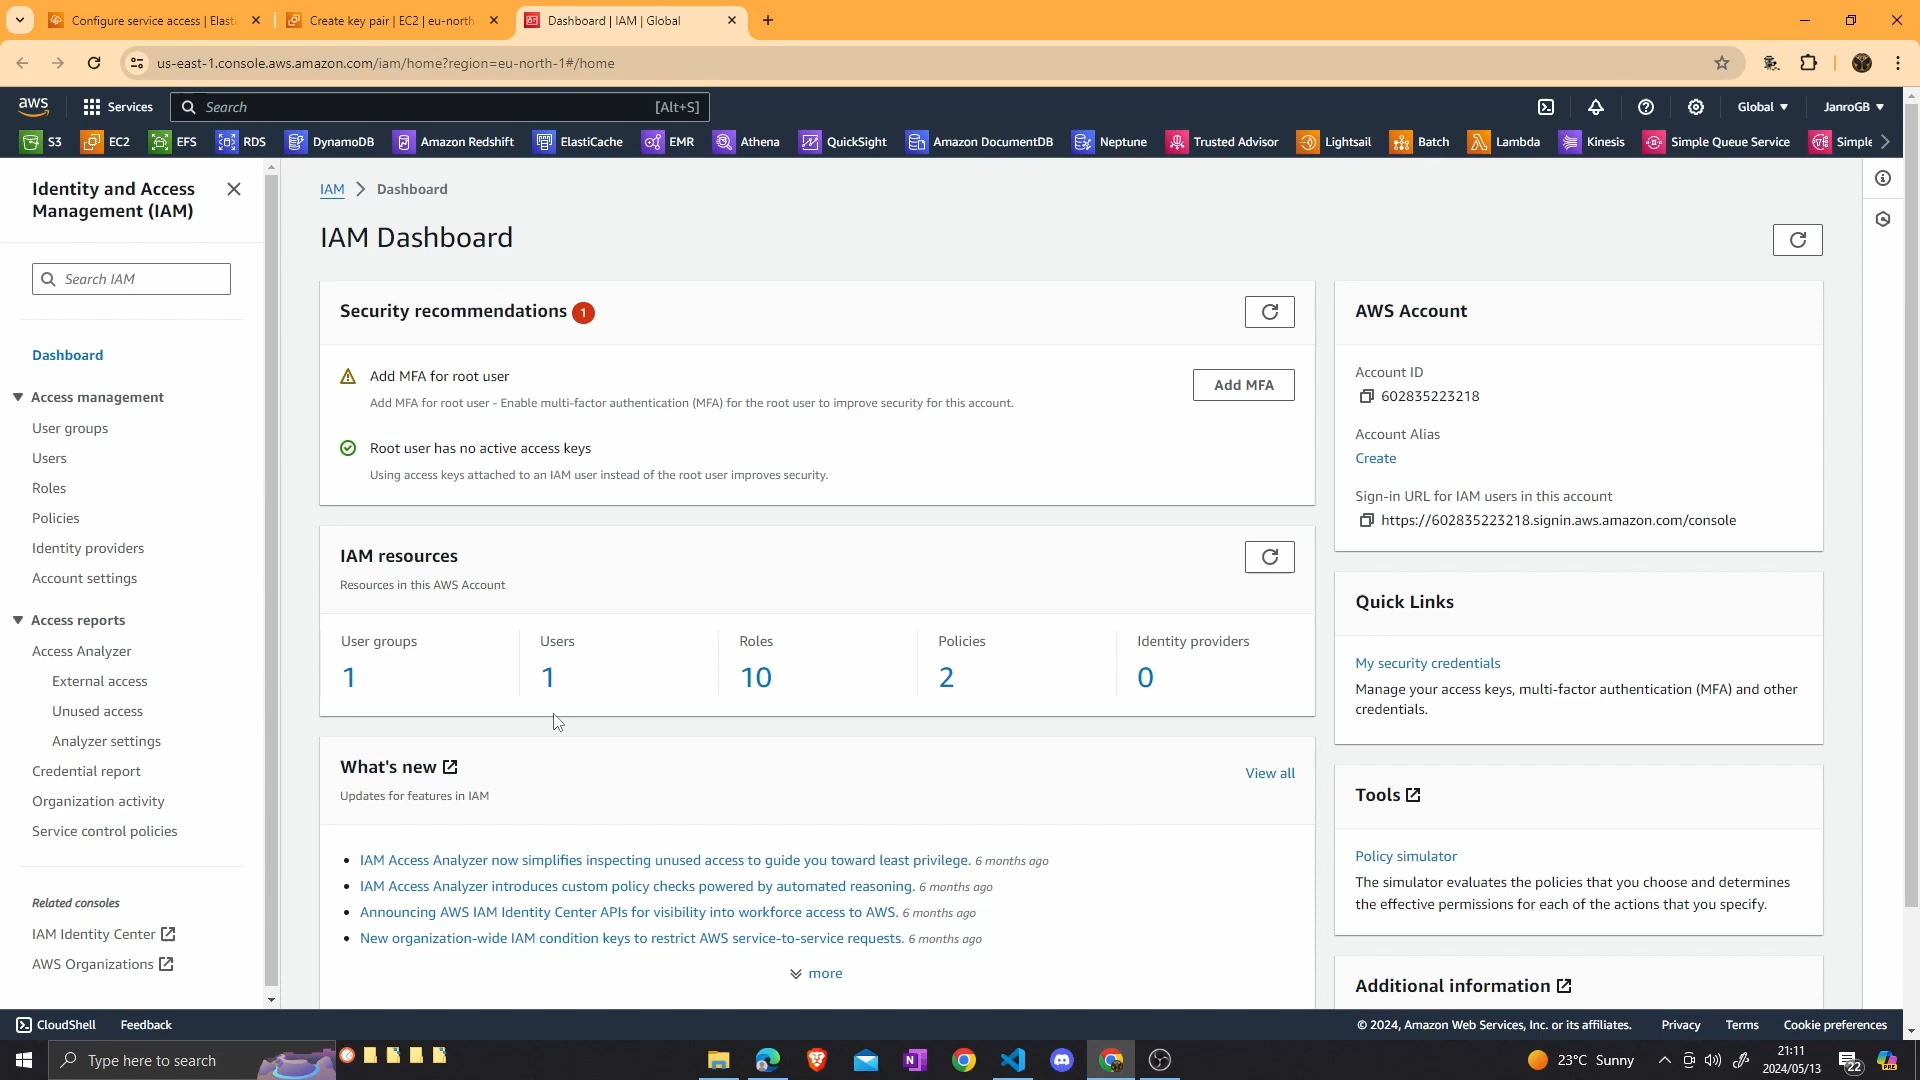 Configure service access | Elasti
Create key pair | EC2 | eu-north-
Dashboard | IAM | Global
us-east-1.console.aws.amazon.com/iam/home?region=eu-north-1#/home
aws
Services
Search
[Alt+S]
Global
JanroGB
S3
EC2
EFS
RDS
DynamoDB
Amazon Redshift
ElastiCache
EMR
Athena
QuickSight
Amazon DocumentDB
Neptune
Trusted Advisor
Lightsail
Batch
Lambda
Kinesis
Simple Queue Service
Simple
Identity and Access
Management (IAM)
Search IAM
Dashboard
Access management
User groups
Users
Roles
Policies
Identity providers
Account settings
Access reports
Access Analyzer
External access
Unused access
Analyzer settings
Credential report
Organization activity
Service control policies
Related consoles
IAM Identity Center
AWS Organizations
IAM
Dashboard
IAM Dashboard
Security recommendations 1
Add MFA for root user
Add MFA for root user - Enable multi-factor authentication (MFA) for the root user to improve security for this account.
Add MFA
Root user has no active access keys
Using access keys attached to an IAM user instead of the root user improves security.
IAM resources
Resources in this AWS Account
User groups
1
Users
1
Roles
10
Policies
2
Identity providers
0
What's new
View all
Updates for features in IAM
IAM Access Analyzer now simplifies inspecting unused access to guide you toward least privilege. 6 months ago
IAM Access Analyzer introduces custom policy checks powered by automated reasoning. 6 months ago
Announcing AWS IAM Identity Center APIs for visibility into workforce access to AWS. 6 months ago
New organization-wide IAM condition keys to restrict AWS service-to-service requests. 6 months ago
more
AWS Account
Account ID
602835223218
Account Alias
Create
Sign-in URL for IAM users in this account
https://602835223218.signin.aws.amazon.com/console
Quick Links
My security credentials
Manage your access keys, multi-factor authentication (MFA) and other
credentials.
Tools
Policy simulator
The simulator evaluates the policies that you choose and determines
the effective permissions for each of the actions that you specify.
Additional information
CloudShell
Feedback
© 2024, Amazon Web Services, Inc. or its affiliates.
Privacy
Terms
Cookie preferences
Type here to search
23°C Sunny
21:11
2024/05/13
22